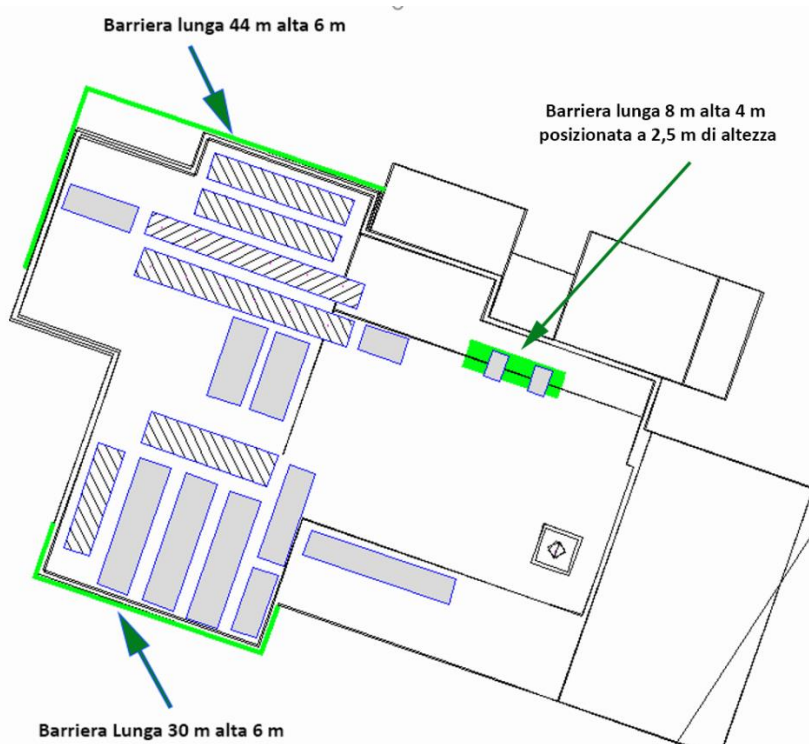 Barriera lunga 44 m alta 6 m
Barriera lunga 8 m alta 4 m
posizionata a 2,5 m di altezza
Barriera Lunga 30 m alta 6 m